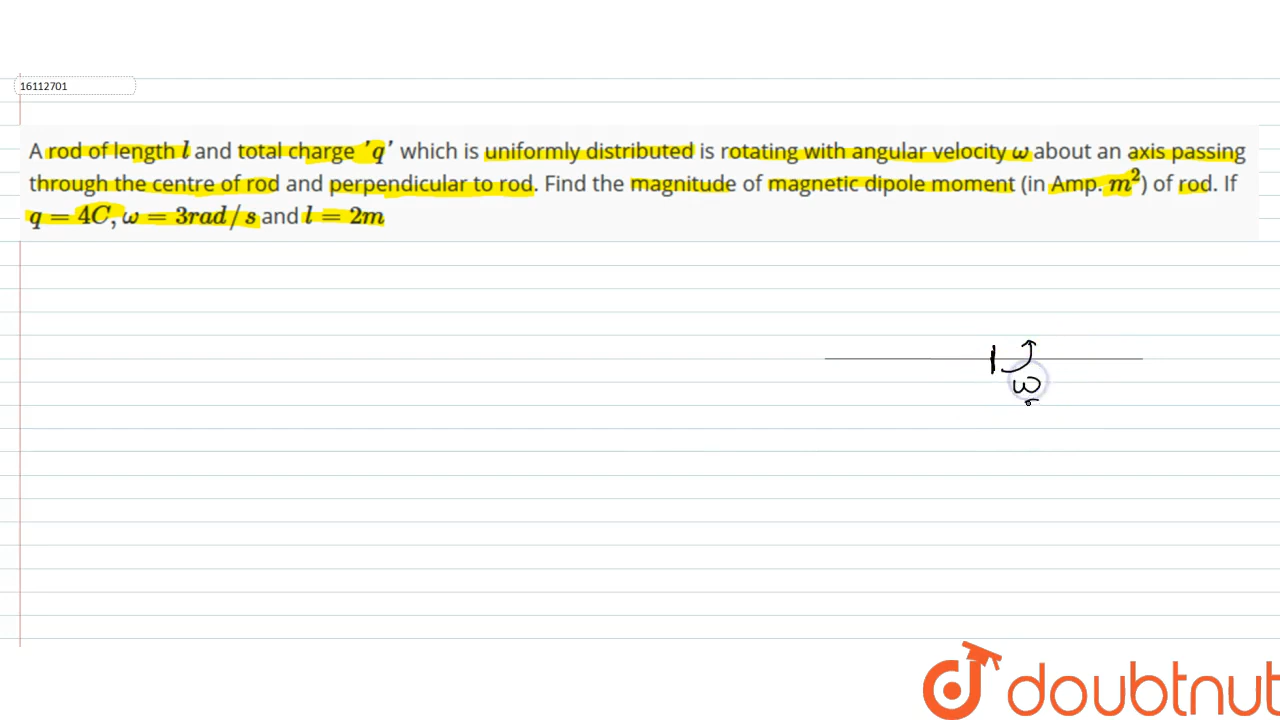 16112701
A rod of length l and total charge 'q' which is uniformly distributed is rotating with angular velocity ω about an axis passing
through the centre of rod and perpendicular to rod. Find the magnitude of magnetic dipole moment (in Amp. m²) of rod. If
q = 4C, ω = 3rad/s and l = 2m
ω
doubtnut